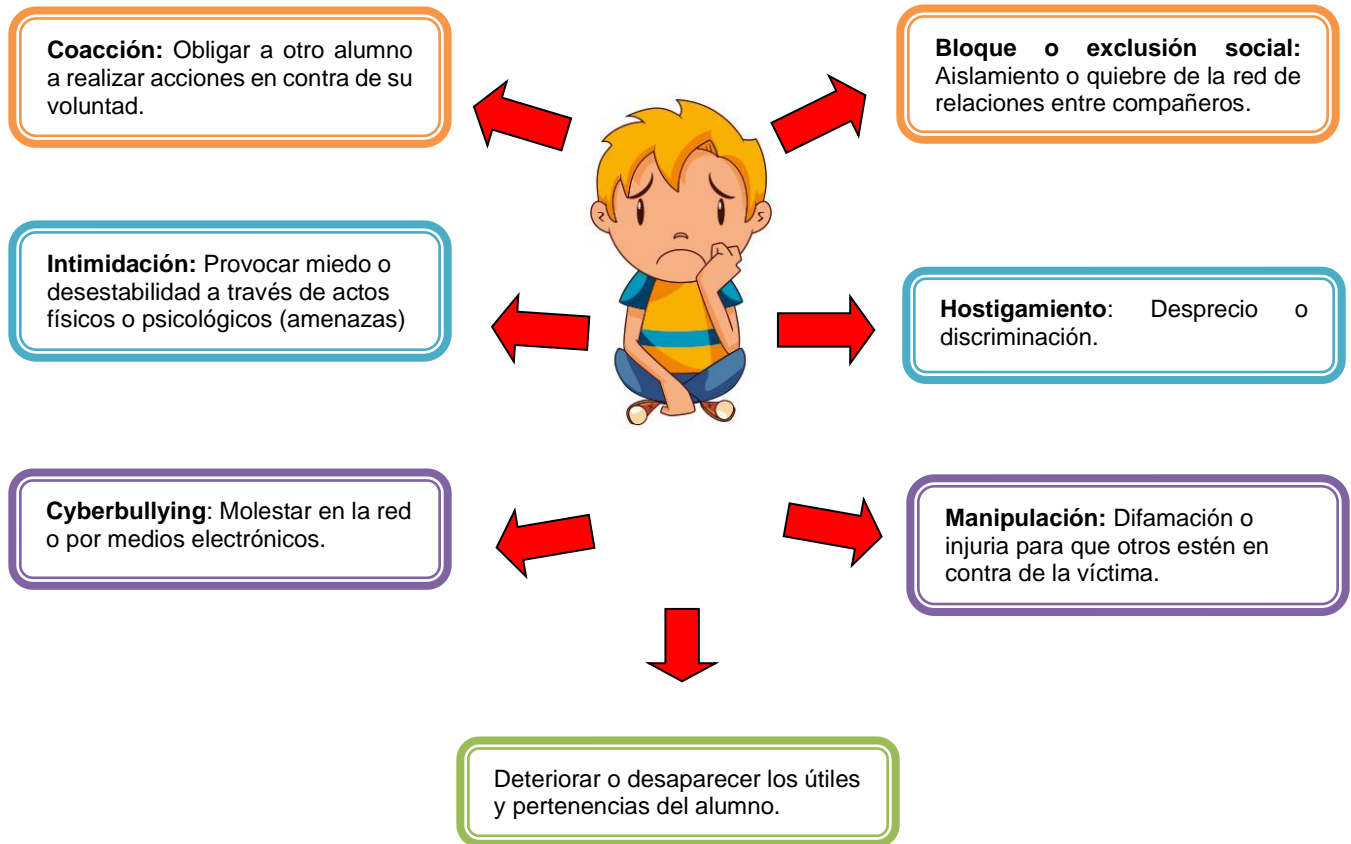 Coacción: Obligar a otro alumno
a realizar acciones en contra de su
voluntad.
Bloque o exclusión social:
Aislamiento o quiebre de la red de
relaciones entre compañeros.
Intimidación: Provocar miedo o
desestabilidad a través de actos
físicos o psicológicos (amenazas)
Hostigamiento: Desprecio o
discriminación.
Cyberbullying: Molestar en la red
o por medios electrónicos.
Manipulación: Difamación o
injuria para que otros estén en
contra de la víctima.
Deteriorar o desaparecer los útiles
y pertenencias del alumno.